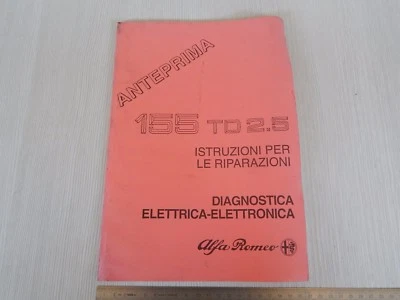 ANTEPRIMA
155 TD 2.5
ISTRUZIONI PER
LE RIPARAZIONI
DIAGNOSTICA
ELETTRICA-ELETTRONICA
Alfa Romeo